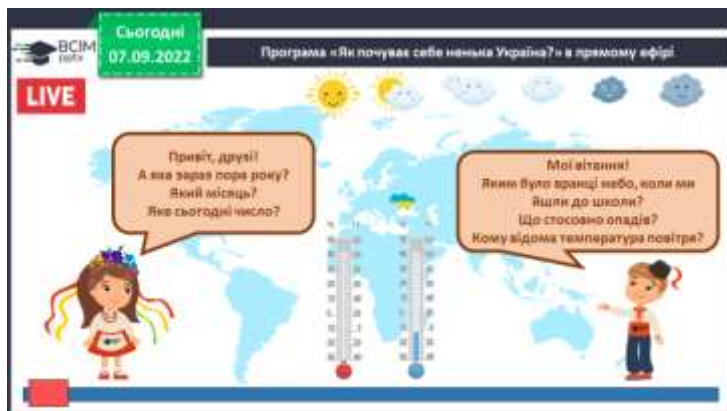 Сьогодні
07.09.2022
ВСІМ
pptx
Програма «Як почуває себе ненька Україна?» в прямому ефірі
LIVE
Привіт, друзі!
А яка зараз пора року?
Який місяць?
Яке сьогодні число?
Мої вітання!
Яким було вранці небо, коли ми
йшли до школи?
Що стосовно опадів?
Кому відома температура повітря?